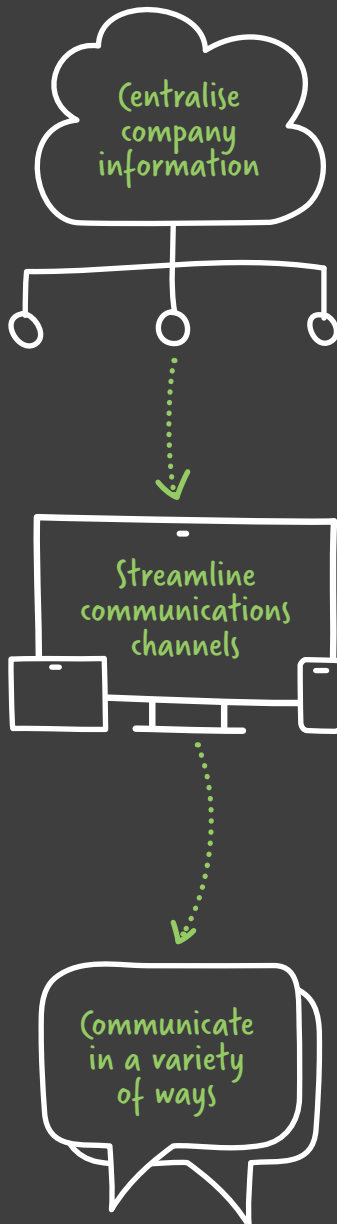 Centralise
company
information
Streamline
communications
channels
Communicate
in a variety
of ways